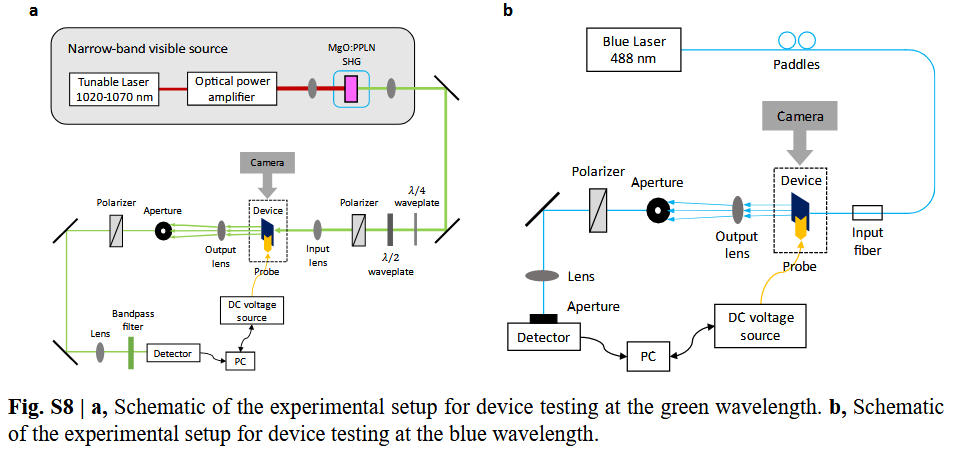 a
Narrow-band visible source
MgO:PPLN
SHG
Tunable Laser
1020-1070 nm
Optical power
amplifier
Camera
Polarizer
Aperture
Output
lens
Device
Probe
Input
lens
Polarizer
λ/4
waveplate
λ/2
waveplate
DC voltage
source
Lens
Bandpass
filter
Detector
PC
b
Blue Laser
488 nm
Paddles
Camera
Polarizer
Aperture
Output
lens
Device
Probe
Input
fiber
Lens
Aperture
Detector
PC
DC voltage
source
Fig. S8 | a, Schematic of the experimental setup for device testing at the green wavelength. b, Schematic
of the experimental setup for device testing at the blue wavelength.